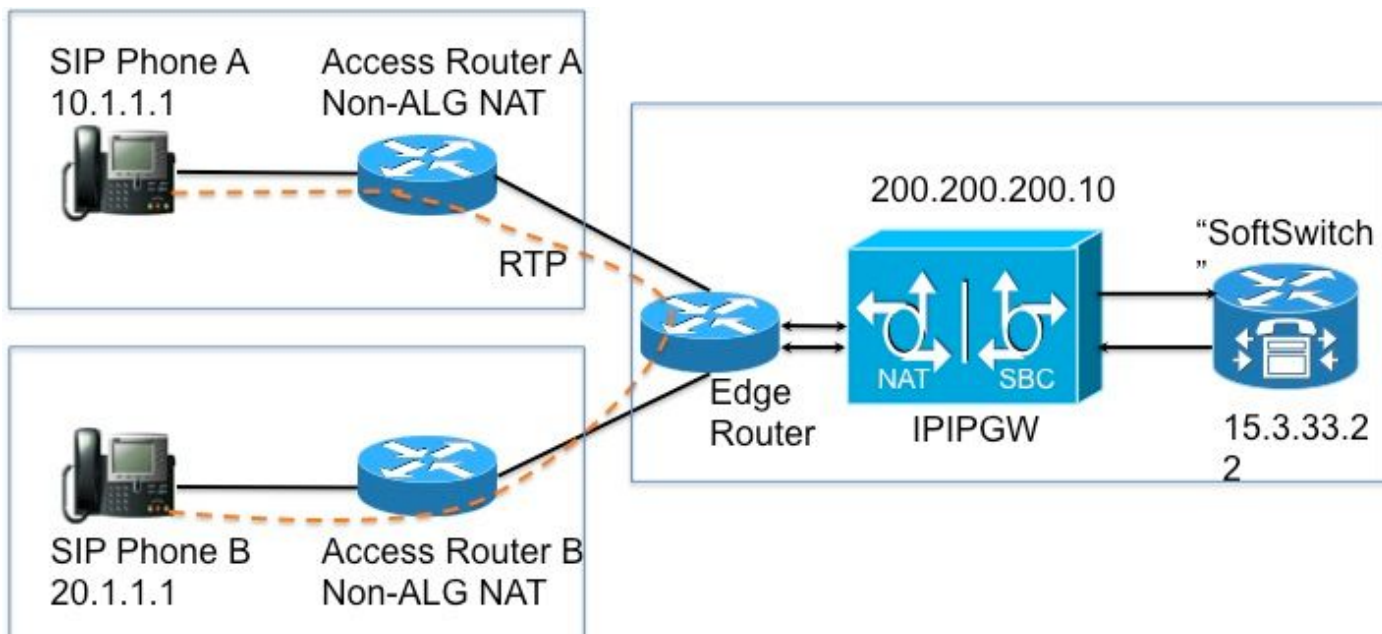 SIP Phone A
10.1.1.1
Access Router A
Non-ALG NAT
RTP
SIP Phone B
20.1.1.1
Access Router B
Non-ALG NAT
Edge
Router
200.200.200.10
NAT
SBC
IPIPGW
“SoftSwitch
”
15.3.33.2
2